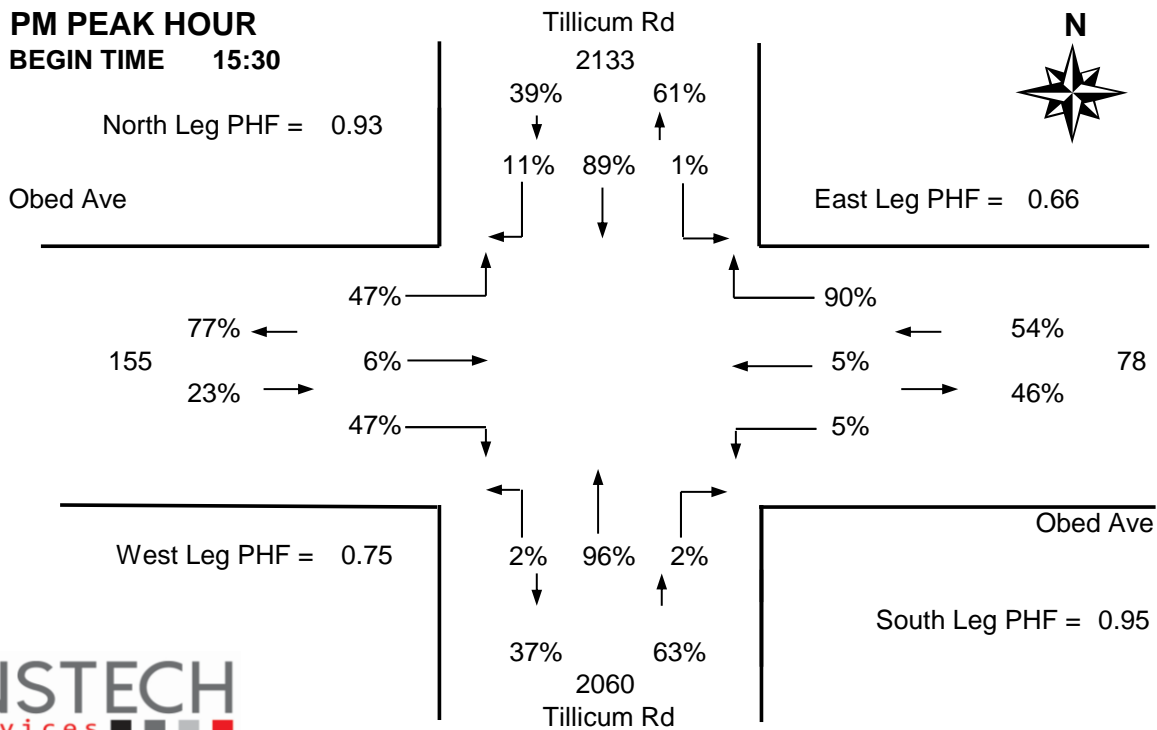 PM PEAK HOUR
BEGIN TIME 15:30
Tillicum Rd
2133
N
39% 61%
North Leg PHF = 0.93
11% 89% 1%
Obed Ave
East Leg PHF = 0.66
47% 90%
77% 54%
155 6% 5% 78
23% 46%
47% 5%
Obed Ave
West Leg PHF = 0.75
2% 96% 2%
South Leg PHF = 0.95
37% 63%
2060
Tillicum Rd
NSTECH
vices